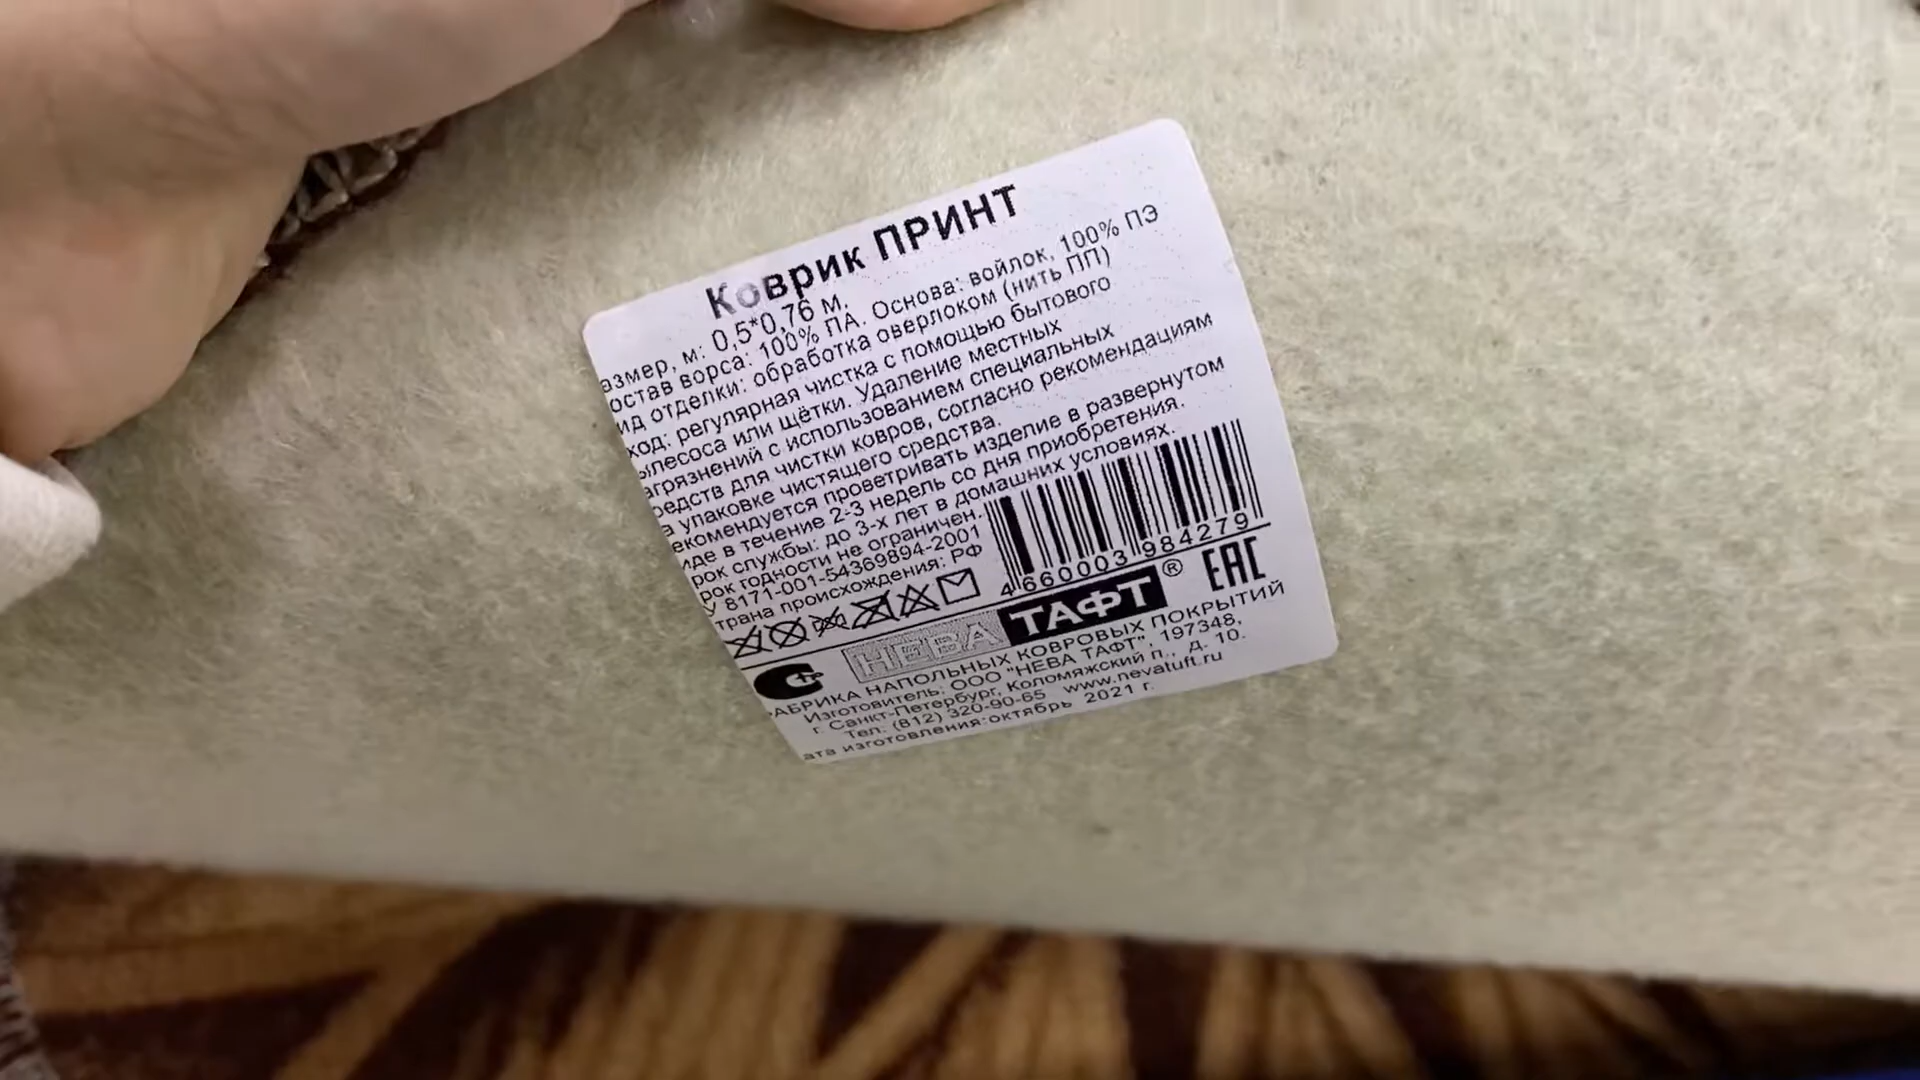 Коврик ПРИНТ
азмер, м: 0,5*0,76 м.
остав ворса: 100% ПА. Основа: войлок, 100% ПЭ
ид отделки: обработка оверлоком (нить ПП)
ход: регулярная чистка с помощью бытового
ылесоса или щётки. Удаление местных
агрязнений с использованием специальных
редств для чистки ковров, согласно рекомендациям
а упаковке чистящего средства.
екомендуется проветривать изделие в развернутом
иде в течение 2-3 недель со дня приобретения.
рок службы: до 3-х лет в домашних условиях.
рок годности не ограничен.
У 8171-001-54369894-2001
трана происхождения: РФ
4 660003 984279
НЕВА ТАФТ ® EAC
АБРИКА НАПОЛЬНЫХ КОВРОВЫХ ПОКРЫТИЙ
Изготовитель: ООО "НЕВА ТАФТ", 197348,
г. Санкт-Петербург, Коломяжский п., д. 10.
Тел: (812) 320-90-65 www.nevatuft.ru
ата изготовления:октябрь 2021 г.